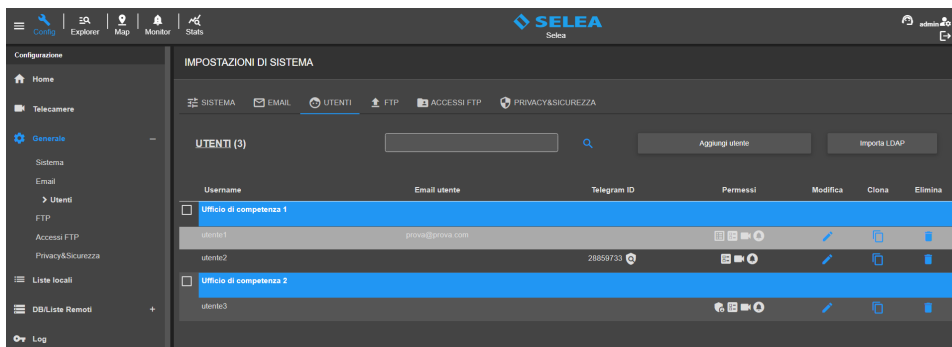 Config Explorer Map Monitor Stats
SELEA
Selea
admin
Configurazione
Home
Telecamere
Generale
Sistema
Email
> Utenti
FTP
Accessi FTP
Privacy&Sicurezza
Liste locali
DB/Liste Remoti +
Log
IMPOSTAZIONI DI SISTEMA
SISTEMA EMAIL UTENTI FTP ACCESSI FTP PRIVACY&SICUREZZA
UTENTI (3) Aggiungi utente Importa LDAP
Username Email utente Telegram ID Permessi Modifica Clona Elimina
Ufficio di competenza 1
utente1 prova@prova.com
utente2 28859733
Ufficio di competenza 2
utente3